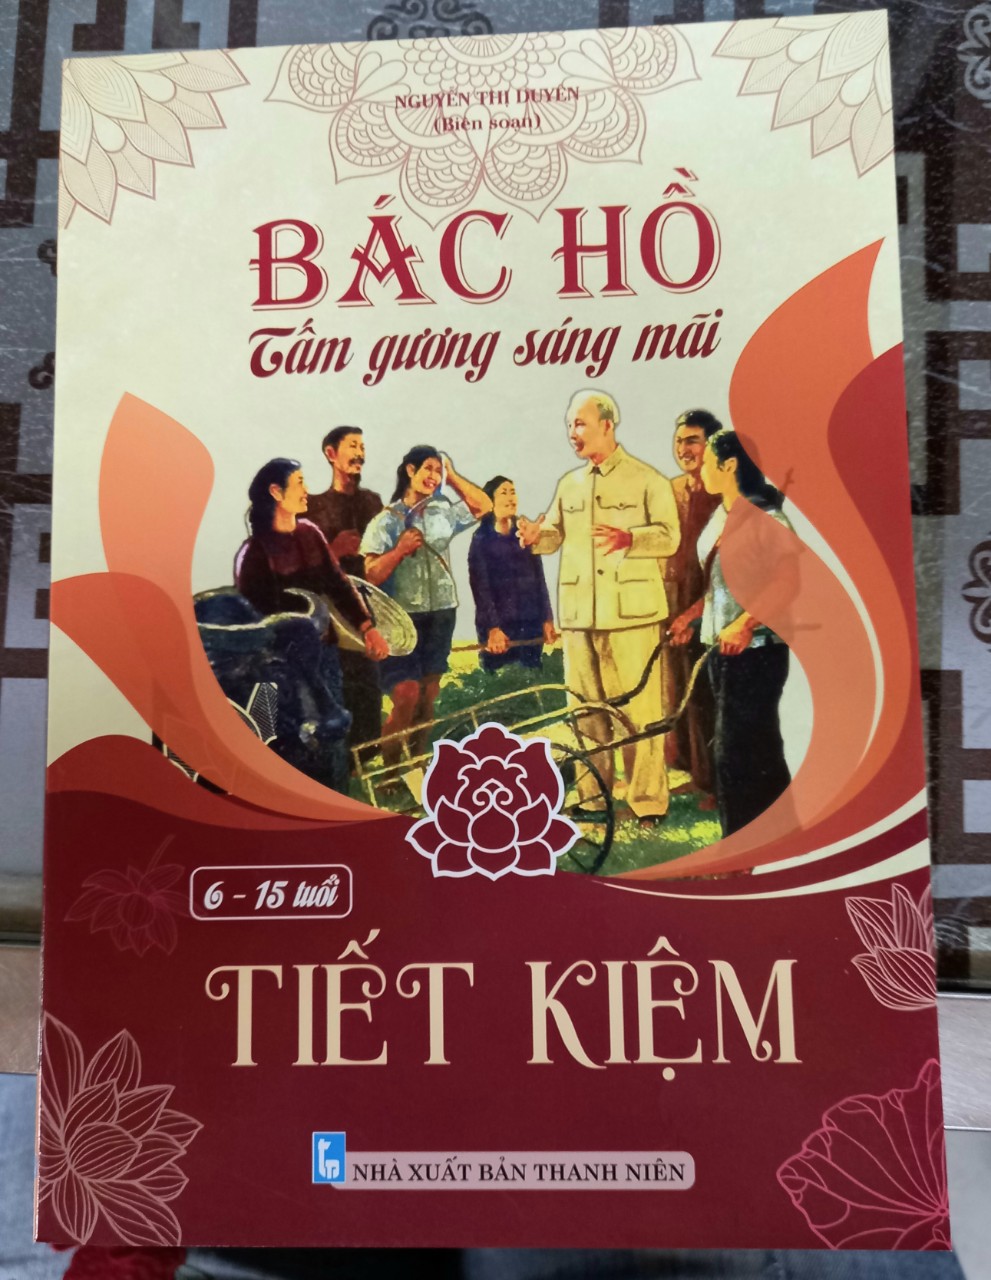 NGUYỄN THỊ DUYÊN
(Biên soạn)
BÁC HỒ
Tấm gương sáng mãi
6 - 15 tuổi
TIẾT KIỆM
NHÀ XUẤT BẢN THANH NIÊN